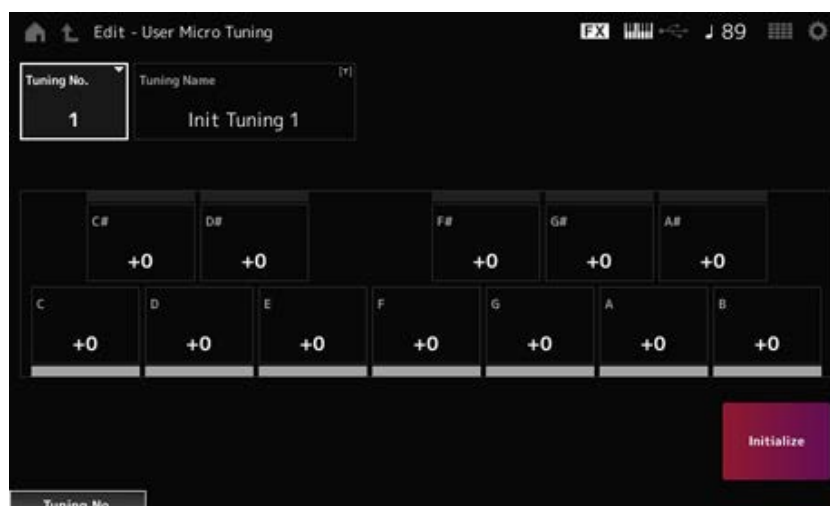 Edit - User Micro Tuning FX ♩ 89
Tuning No. Tuning Name [T]
1 Init Tuning 1
C# D# F# G# A#
+0 +0 +0 +0 +0
C D E F G A B
+0 +0 +0 +0 +0 +0 +0
Initialize
Tuning No.